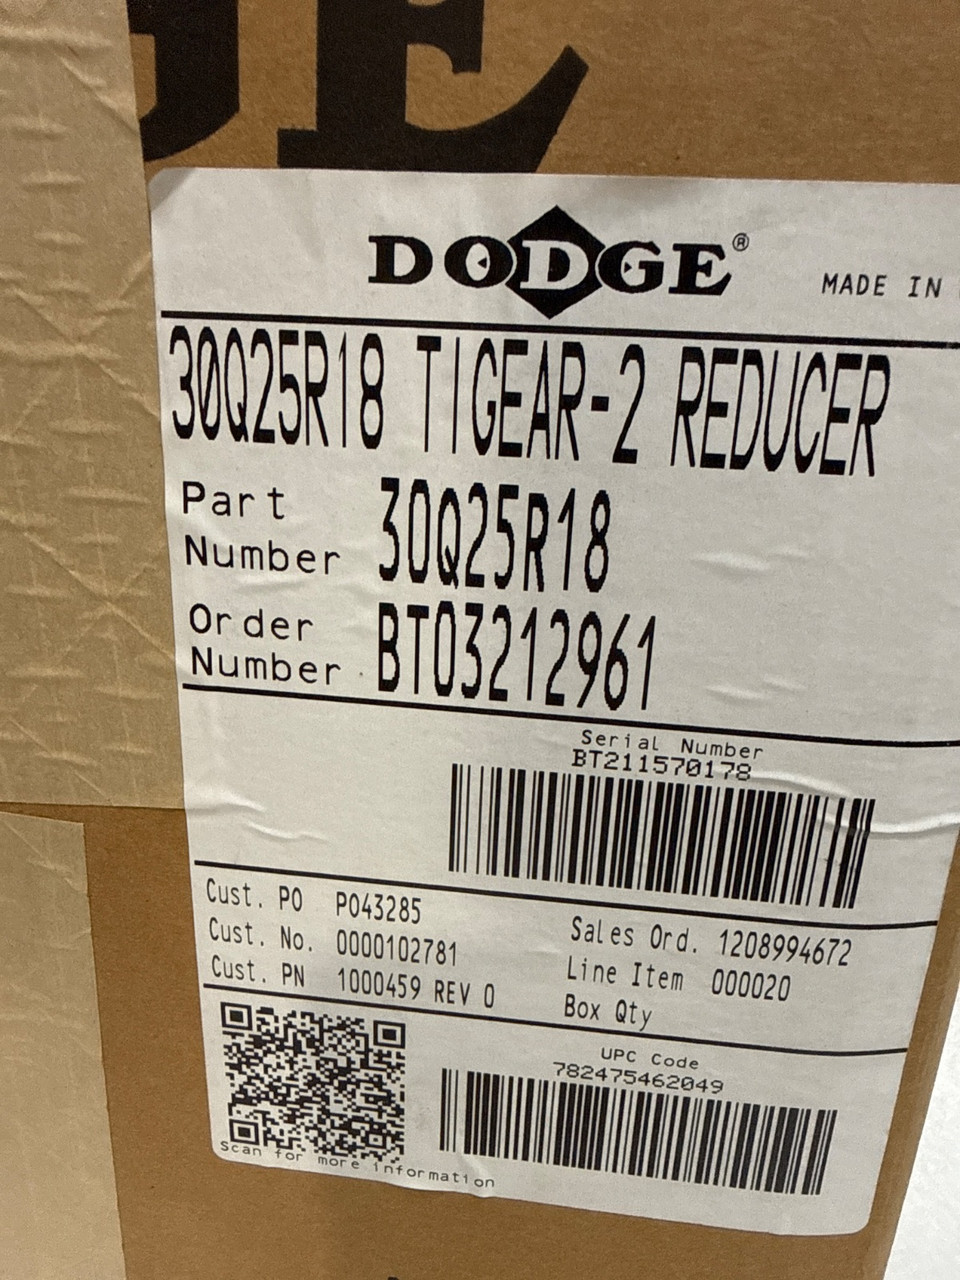 GE
DODGE®
MADE IN
30Q25R18 TIGEAR-2 REDUCER
Part Number 30Q25R18
Order Number BT03212961
Serial Number
BT211570178
Cust. PO PO43285
Cust. No. 0000102781
Cust. PN 1000459 REV 0
Sales Ord. 1208994672
Line Item 000020
Box Qty
UPC Code
782475462049
Scan for more information